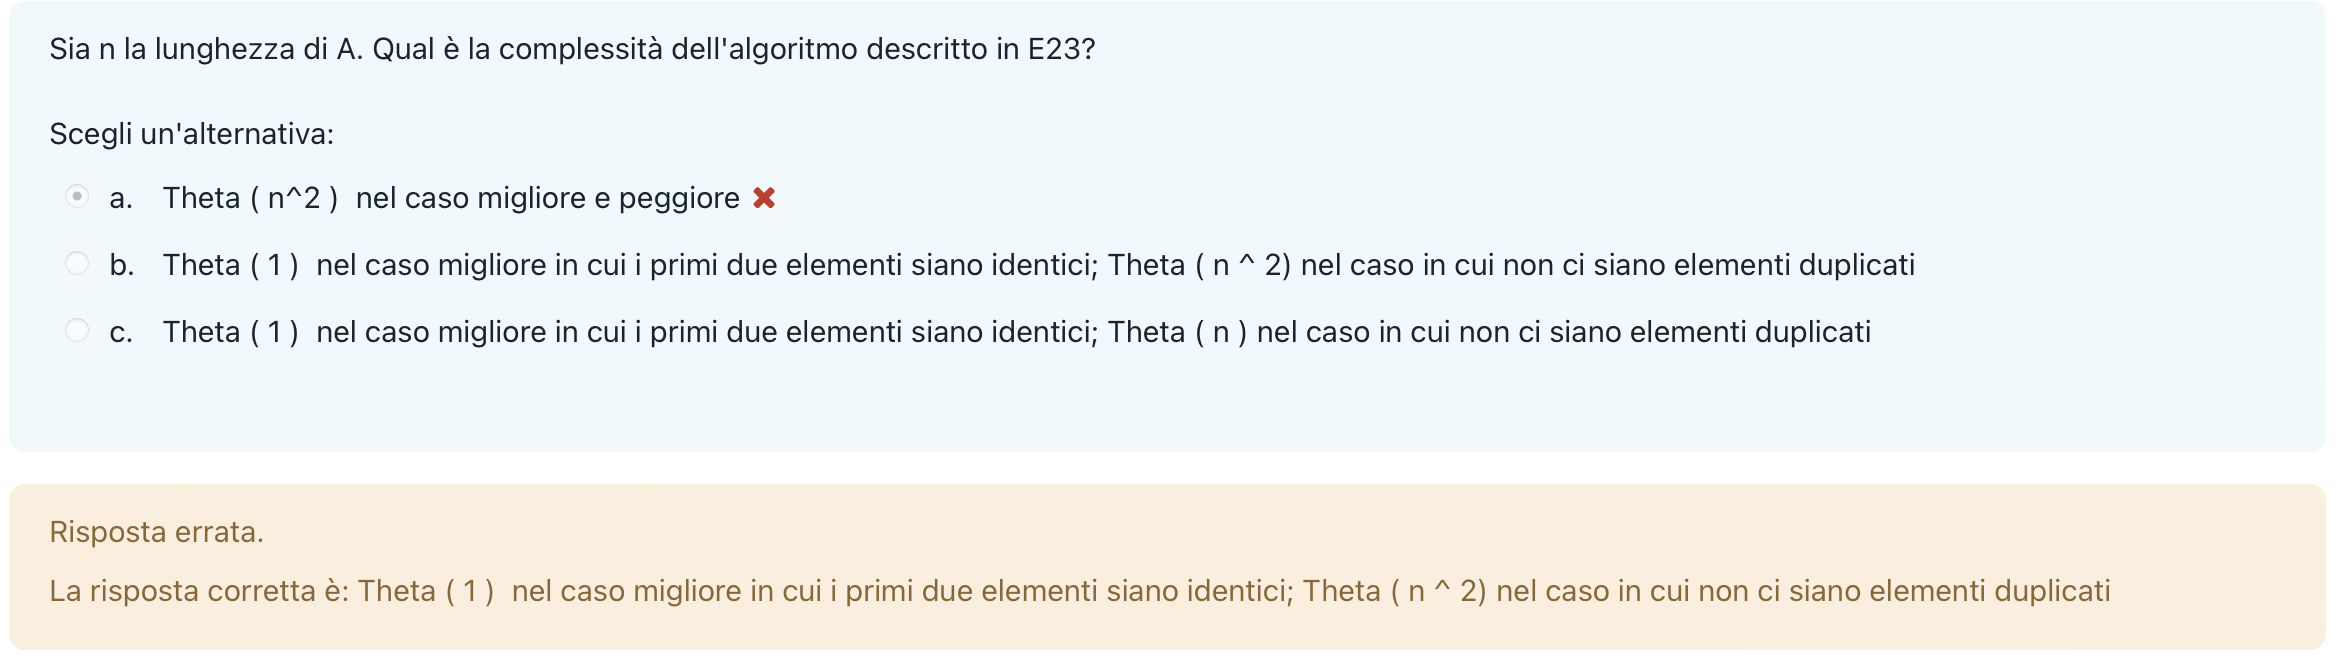 Sia n la lunghezza di A. Qual è la complessità dell'algoritmo descritto in E23?
Scegli un'alternativa:
a. Theta ( n^2 )  nel caso migliore e peggiore
b. Theta ( 1 )  nel caso migliore in cui i primi due elementi siano identici; Theta ( n ^ 2) nel caso in cui non ci siano elementi duplicati
c. Theta ( 1 )  nel caso migliore in cui i primi due elementi siano identici; Theta ( n ) nel caso in cui non ci siano elementi duplicati
Risposta errata.
La risposta corretta è: Theta ( 1 )  nel caso migliore in cui i primi due elementi siano identici; Theta ( n ^ 2) nel caso in cui non ci siano elementi duplicati